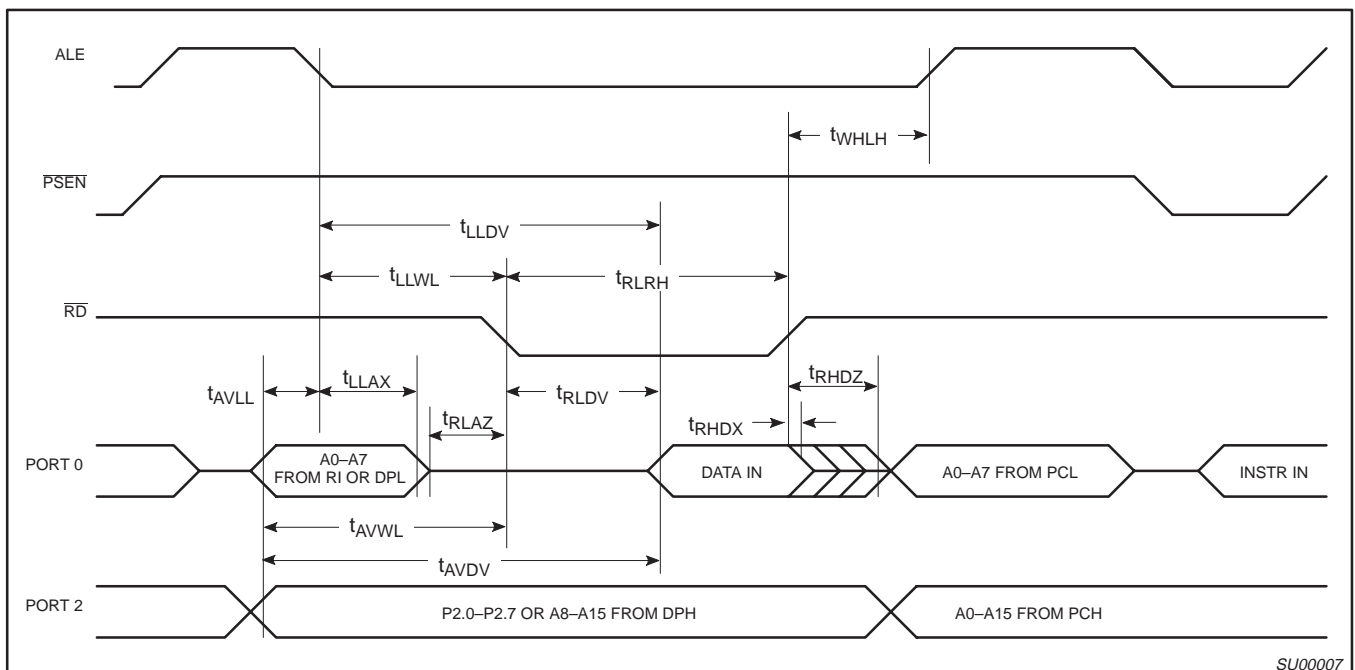 ALE
tWHLH
PSEN
tLLDV
tLLWL
tRLRH
RD
tAVLL
tLLAX
tRLDV
tRHDZ
tRLAZ
tRHDX
PORT 0
A0–A7
FROM RI OR DPL
DATA IN
A0–A7 FROM PCL
INSTR IN
tAVWL
tAVDV
PORT 2
P2.0–P2.7 OR A8–A15 FROM DPH
A0–A15 FROM PCH
SU00007